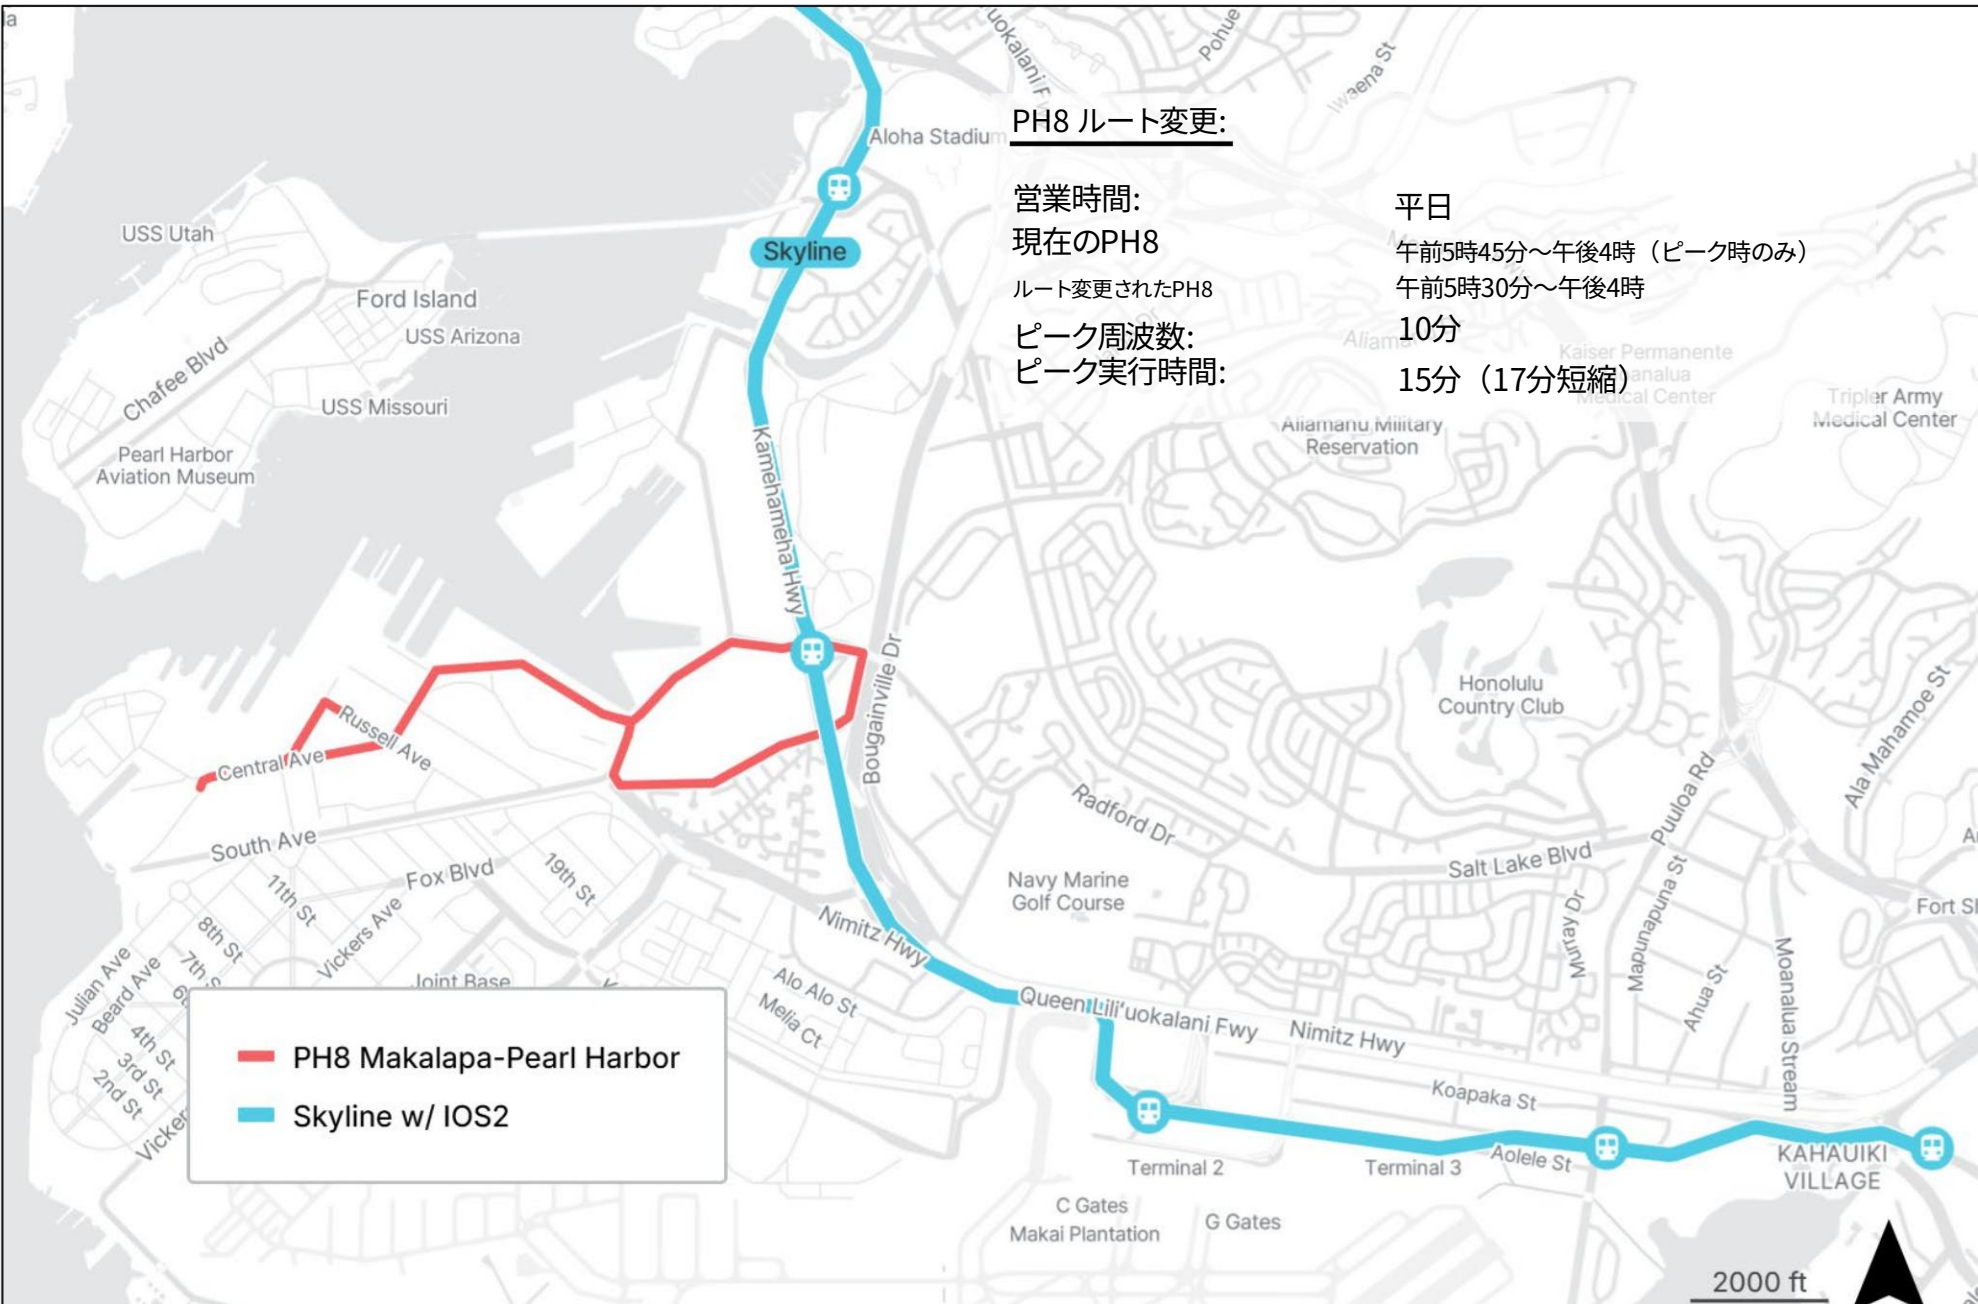 Aloha Stadium
Pohue
Iwaena St
PH8 ルート変更:
営業時間:
平日
現在のPH8
午前5時45分～午後4時（ピーク時のみ）
ルート変更されたPH8
午前5時30分～午後4時
ピーク周波数:
10分
ピーク実行時間:
15分（17分短縮）
Skyline
USS Utah
Ford Island
USS Arizona
Chafee Blvd
USS Missouri
Pearl Harbor
Aviation Museum
Kaiser Permanente
Medical Center
Tripler Army
Medical Center
Aliamanu Military
Reservation
Kamehameha Hwy
Bougainville Dr
Honolulu
Country Club
Russell Ave
Central Ave
South Ave
Fox Blvd
19th St
11th St
Vickers Ave
8th St
Julian Ave
Beard Ave
4th St
3rd St
2nd St
Joint Base
Radford Dr
Navy Marine
Golf Course
Salt Lake Blvd
Puuloa Rd
Ala Mahamoe St
Mapunapuna St
Murray Dr
Ahua St
Moanalua Stream
Nimitz Hwy
Alo Alo St
Melia Ct
Queen Lili‘uokalani Fwy
Nimitz Hwy
Koapaka St
Aolele St
Terminal 2
Terminal 3
KAHAUIKI
VILLAGE
C Gates
Makai Plantation
G Gates
PH8 Makalapa-Pearl Harbor
Skyline w/ IOS2
2000 ft